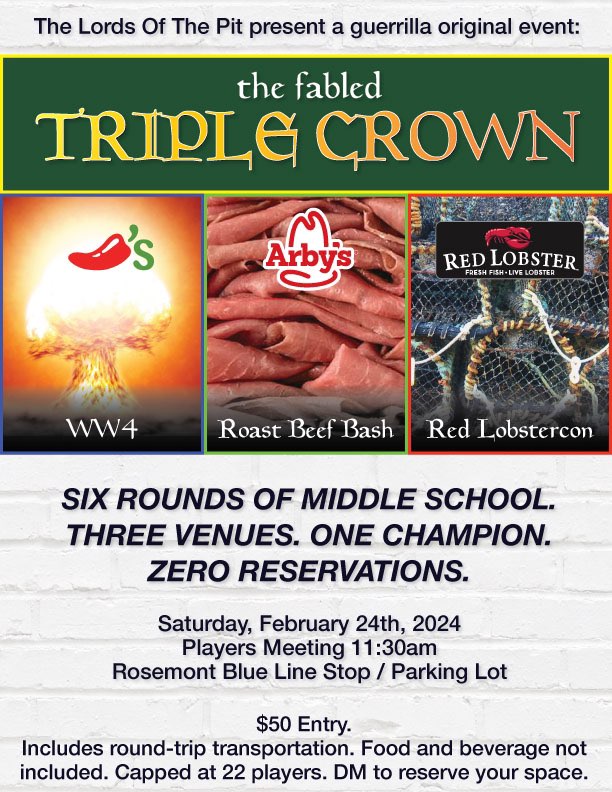 The Lords Of The Pit present a guerrilla original event:
the fabled
TRIPLE CROWN
's
Arby's
RED LOBSTER
FRESH FISH • LIVE LOBSTER
WW4
Roast Beef Bash
Red Lobstercon
SIX ROUNDS OF MIDDLE SCHOOL.
THREE VENUES. ONE CHAMPION.
ZERO RESERVATIONS.
Saturday, February 24th, 2024
Players Meeting 11:30am
Rosemont Blue Line Stop / Parking Lot
$50 Entry.
Includes round-trip transportation. Food and beverage not
included. Capped at 22 players. DM to reserve your space.